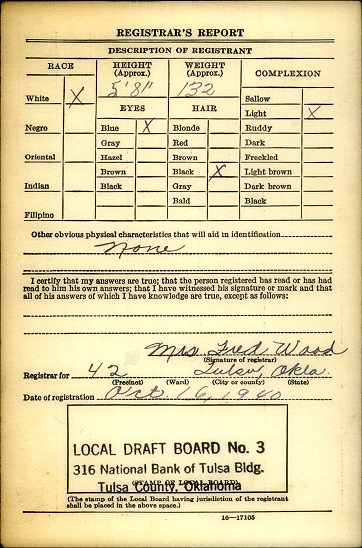 REGISTRAR'S REPORT
DESCRIPTION OF REGISTRANT
RACE HEIGHT (Approx.) WEIGHT (Approx.) COMPLEXION
5'8" 132
White X Sallow
EYES HAIR Light X
Negro Blue X Blonde Ruddy
Gray Red Dark
Oriental Hazel Brown Freckled
Brown Black X Light brown
Indian Black Gray Dark brown
Bald Black
Filipino
Other obvious physical characteristics that will aid in identification
None
I certify that my answers are true; that the person registered has read or has had
read to him his own answers; that I have witnessed his signature or mark and that
all of his answers of which I have knowledge are true, except as follows:
Mrs. Fred Wood
(Signature of registrar)
Registrar for 42 Tulsa, Okla.
(Precinct) (Ward) (City or county) (State)
Date of registration Oct. 16, 1940
LOCAL DRAFT BOARD No. 3
316 National Bank of Tulsa Bldg.
(STAMP OF LOCAL BOARD)
Tulsa County, Oklahoma
(The stamp of the Local Board having jurisdiction of the registrant
shall be placed in the above space.)
16—17105